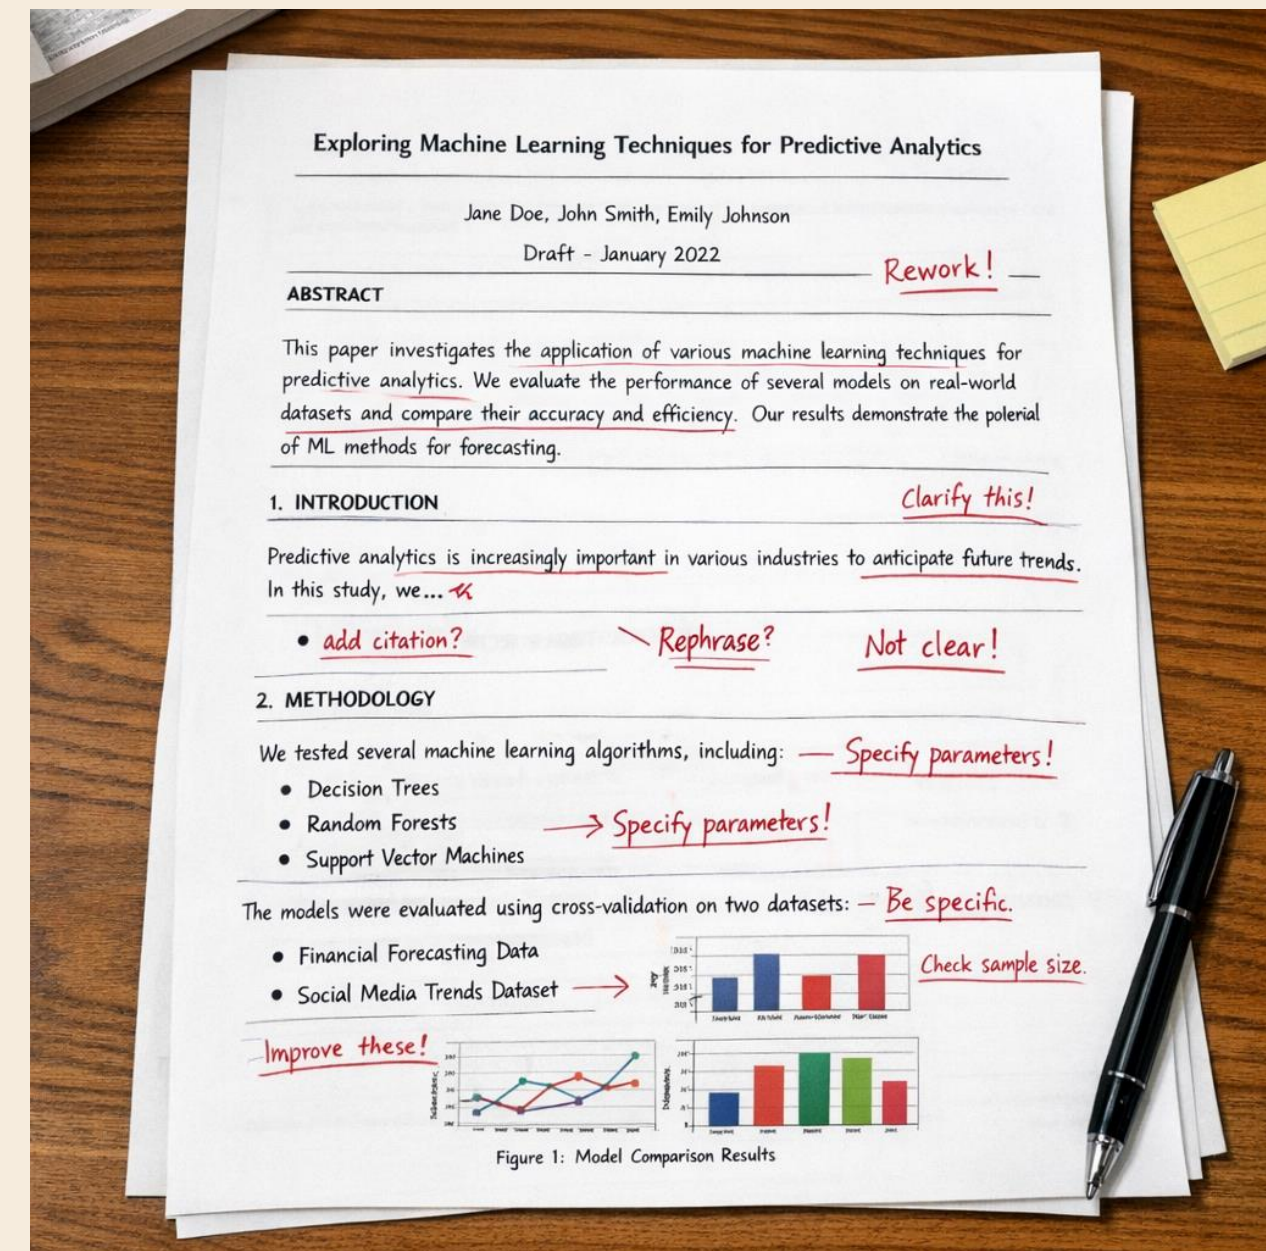 Exploring Machine Learning Techniques for Predictive Analytics
Jane Doe, John Smith, Emily Johnson
Draft - January 2022
Rework!
ABSTRACT
This paper investigates the application of various machine learning techniques for
predictive analytics. We evaluate the performance of several models on real-world
datasets and compare their accuracy and efficiency. Our results demonstrate the polerial
of ML methods for forecasting.
1. INTRODUCTION
Clarify this!
Predictive analytics is increasingly important in various industries to anticipate future trends.
In this study, we...
• add citation?
Rephrase?
Not clear!
2. METHODOLOGY
We tested several machine learning algorithms, including:
Specify parameters!
• Decision Trees
• Random Forests
Specify parameters!
• Support Vector Machines
The models were evaluated using cross-validation on two datasets:
Be specific.
• Financial Forecasting Data
• Social Media Trends Dataset
Check sample size.
Improve these!
Figure 1: Model Comparison Results